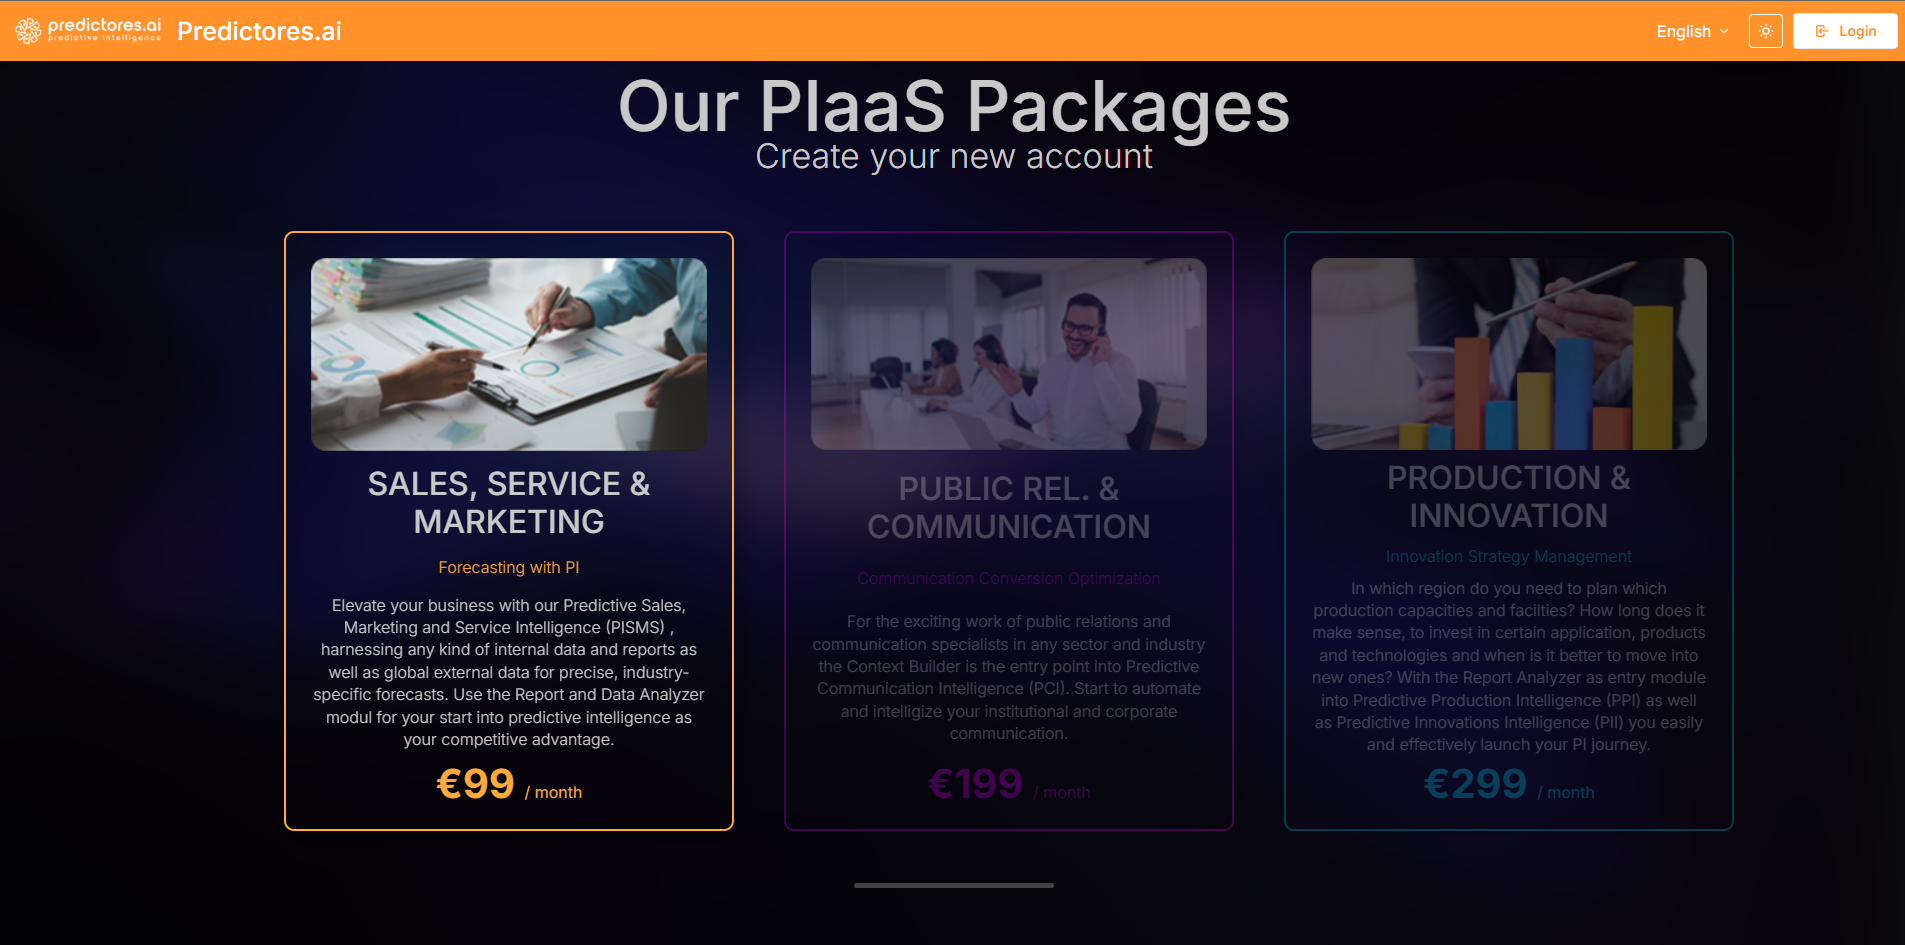 predictores.ai
predictive intelligence
Predictores.ai
English
Login
Our PIaaS Packages
Create your new account
SALES, SERVICE &
MARKETING
Forecasting with PI
Elevate your business with our Predictive Sales,
Marketing and Service Intelligence (PISMS) ,
harnessing any kind of internal data and reports as
well as global external data for precise, industry-
specific forecasts. Use the Report and Data Analyzer
modul for your start into predictive intelligence as
your competitive advantage.
€99 / month
PUBLIC REL. &
COMMUNICATION
Communication Conversion Optimization
For the exciting work of public relations and
communication specialists in any sector and industry
the Context Builder is the entry point into Predictive
Communication Intelligence (PCI). Start to automate
and intelligize your institutional and corporate
communication.
€199 / month
PRODUCTION &
INNOVATION
Innovation Strategy Management
In which region do you need to plan which
production capacities and facilties? How long does it
make sense, to invest in certain application, products
and technologies and when is it better to move into
new ones? With the Report Analyzer as entry module
into Predictive Production Intelligence (PPI) as well
as Predictive Innovations Intelligence (PII) you easily
and effectively launch your PI journey.
€299 / month